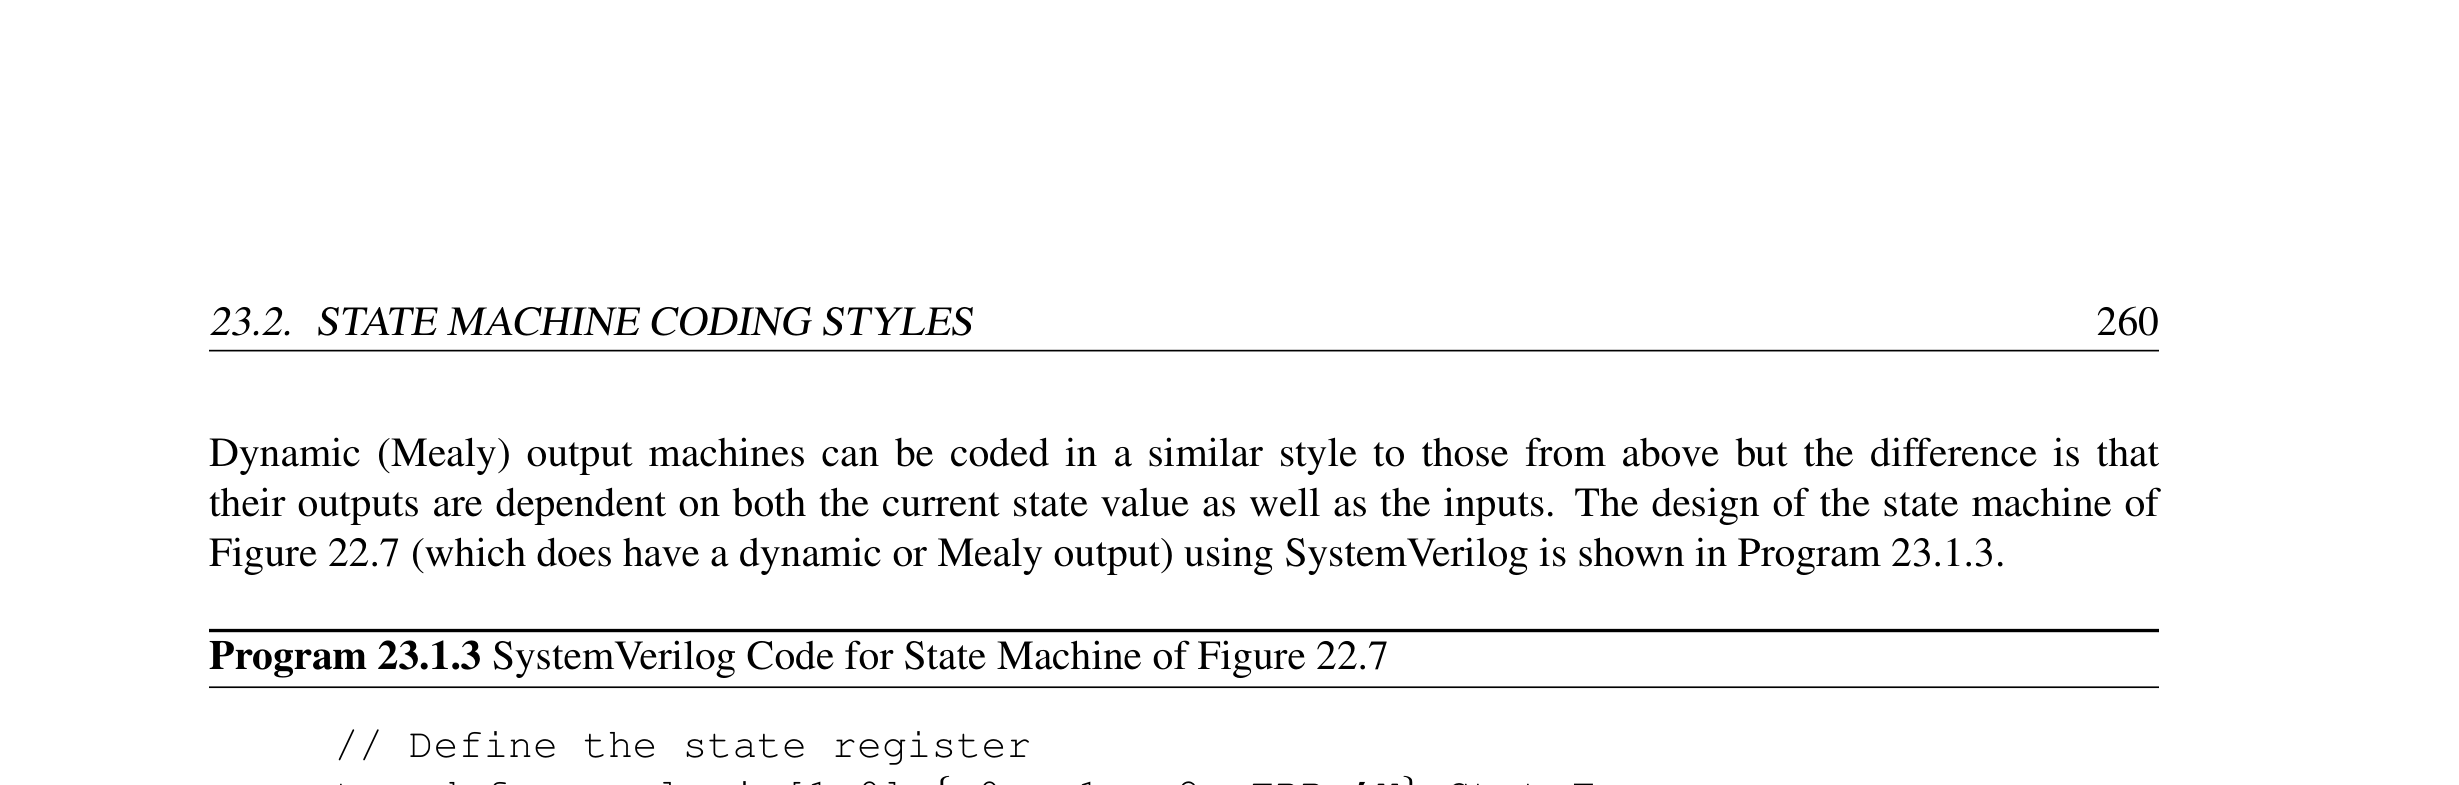 23.2. STATE MACHINE CODING STYLES 260
Dynamic (Mealy) output machines can be coded in a similar style to those from above but the difference is that
their outputs are dependent on both the current state value as well as the inputs. The design of the state machine of
Figure 22.7 (which does have a dynamic or Mealy output) using SystemVerilog is shown in Program 23.1.3.
Program 23.1.3 SystemVerilog Code for State Machine of Figure 22.7
// Define the state register